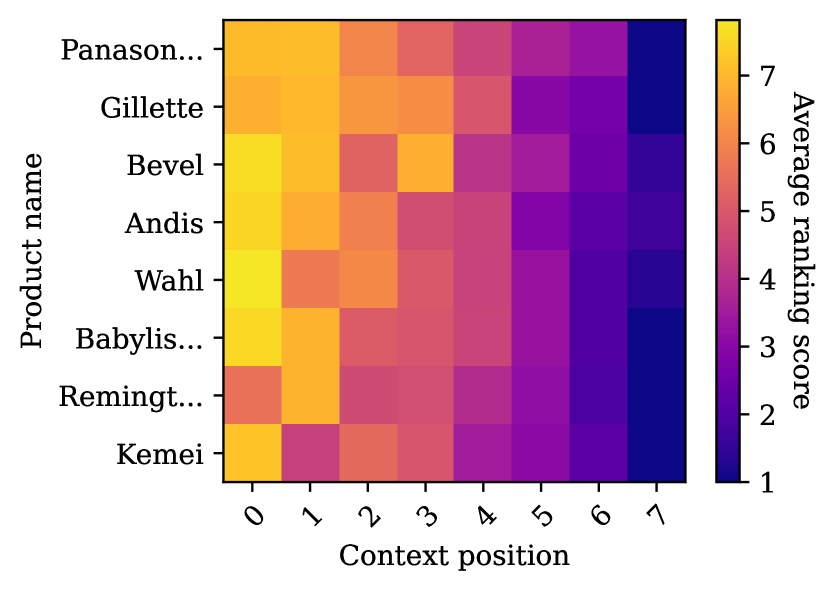 Product name
Panason...
Gillette
Bevel
Andis
Wahl
Babylis...
Remingt...
Kemei
0 1 2 3 4 5 6 7
Context position
7
6
5
4
3
2
1
Average ranking score